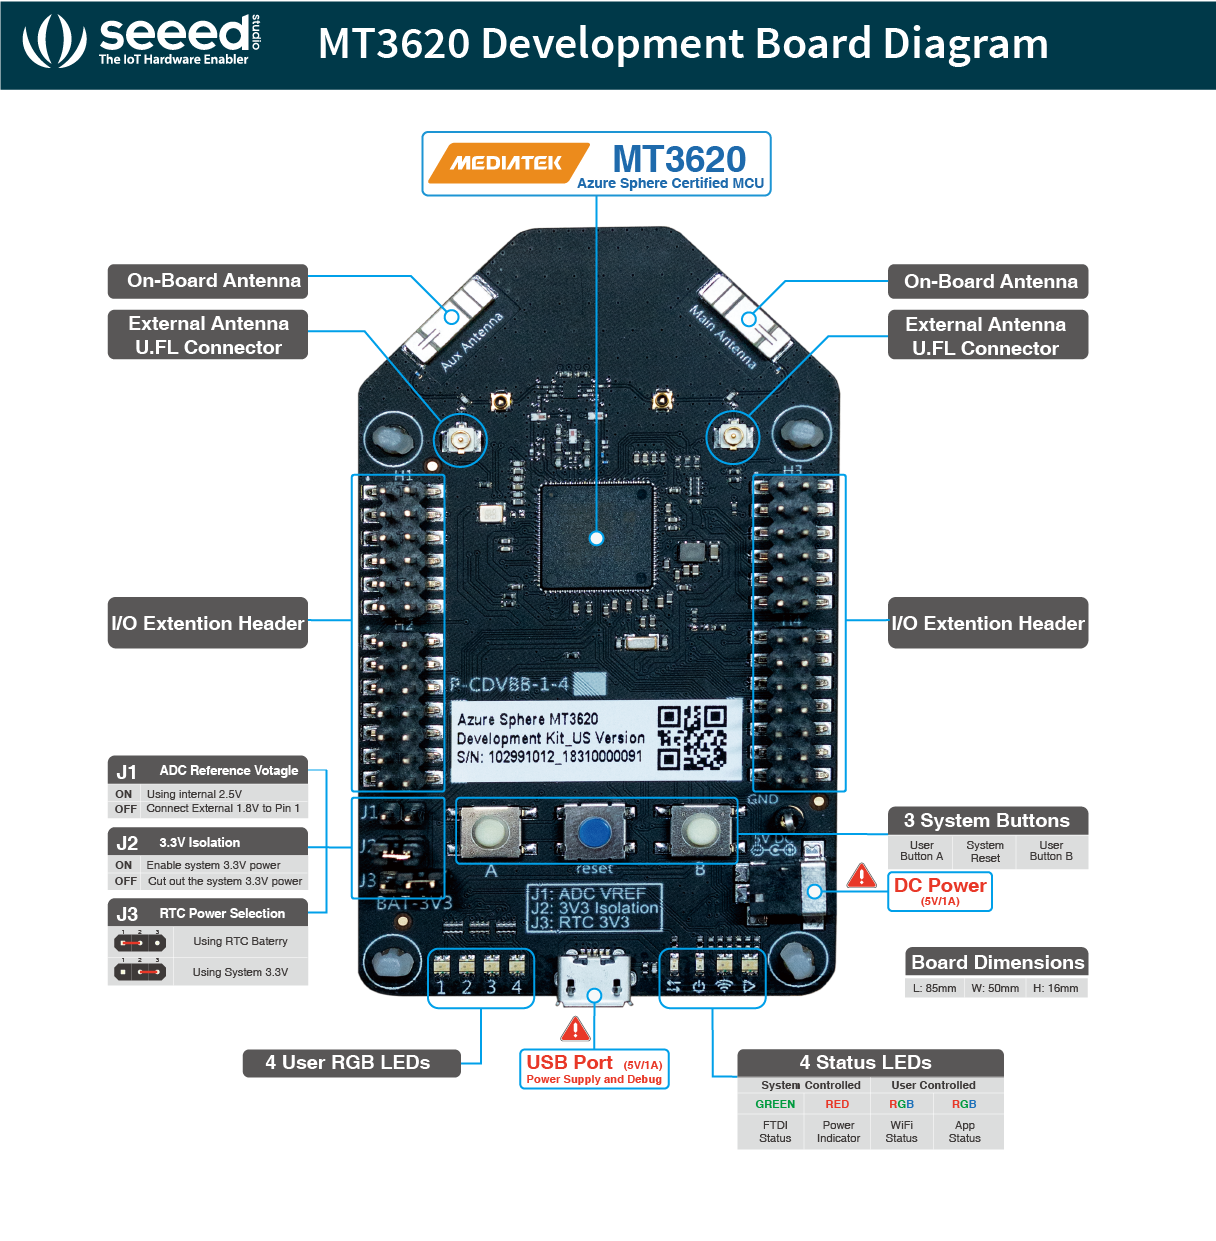 seeed studio
The IoT Hardware Enabler
MT3620 Development Board Diagram
MEDIATEK
MT3620
Azure Sphere Certified MCU
On-Board Antenna
External Antenna
U.FL Connector
On-Board Antenna
External Antenna
U.FL Connector
Aux Antenna
Main Antenna
H1
H3
I/O Extention Header
H2
H4
I/O Extention Header
P-CDVBB-1-4
Azure Sphere MT3620
Development Kit_US Version
S/N: 102991012_18310000091
J1 ADC Reference Votagle
ON Using internal 2.5V
OFF Connect External 1.8V to Pin 1
J2 3.3V Isolation
ON Enable system 3.3V power
OFF Cut out the system 3.3V power
J3 RTC Power Selection
1 2 3
Using RTC Baterry
1 2 3
Using System 3.3V
J1
J2
J3
BAT-3V3
A
reset
B
GND
5V DC
J1: ADC VREF
J2: 3V3 Isolation
J3: RTC 3V3
3 System Buttons
User Button A
System Reset
User Button B
DC Power
(5V/1A)
Board Dimensions
L: 85mm W: 50mm H: 16mm
1 2 3 4
4 User RGB LEDs
USB Port (5V/1A)
Power Supply and Debug
4 Status LEDs
System Controlled User Controlled
GREEN RED RGB RGB
FTDI Status
Power Indicator
WiFi Status
App Status